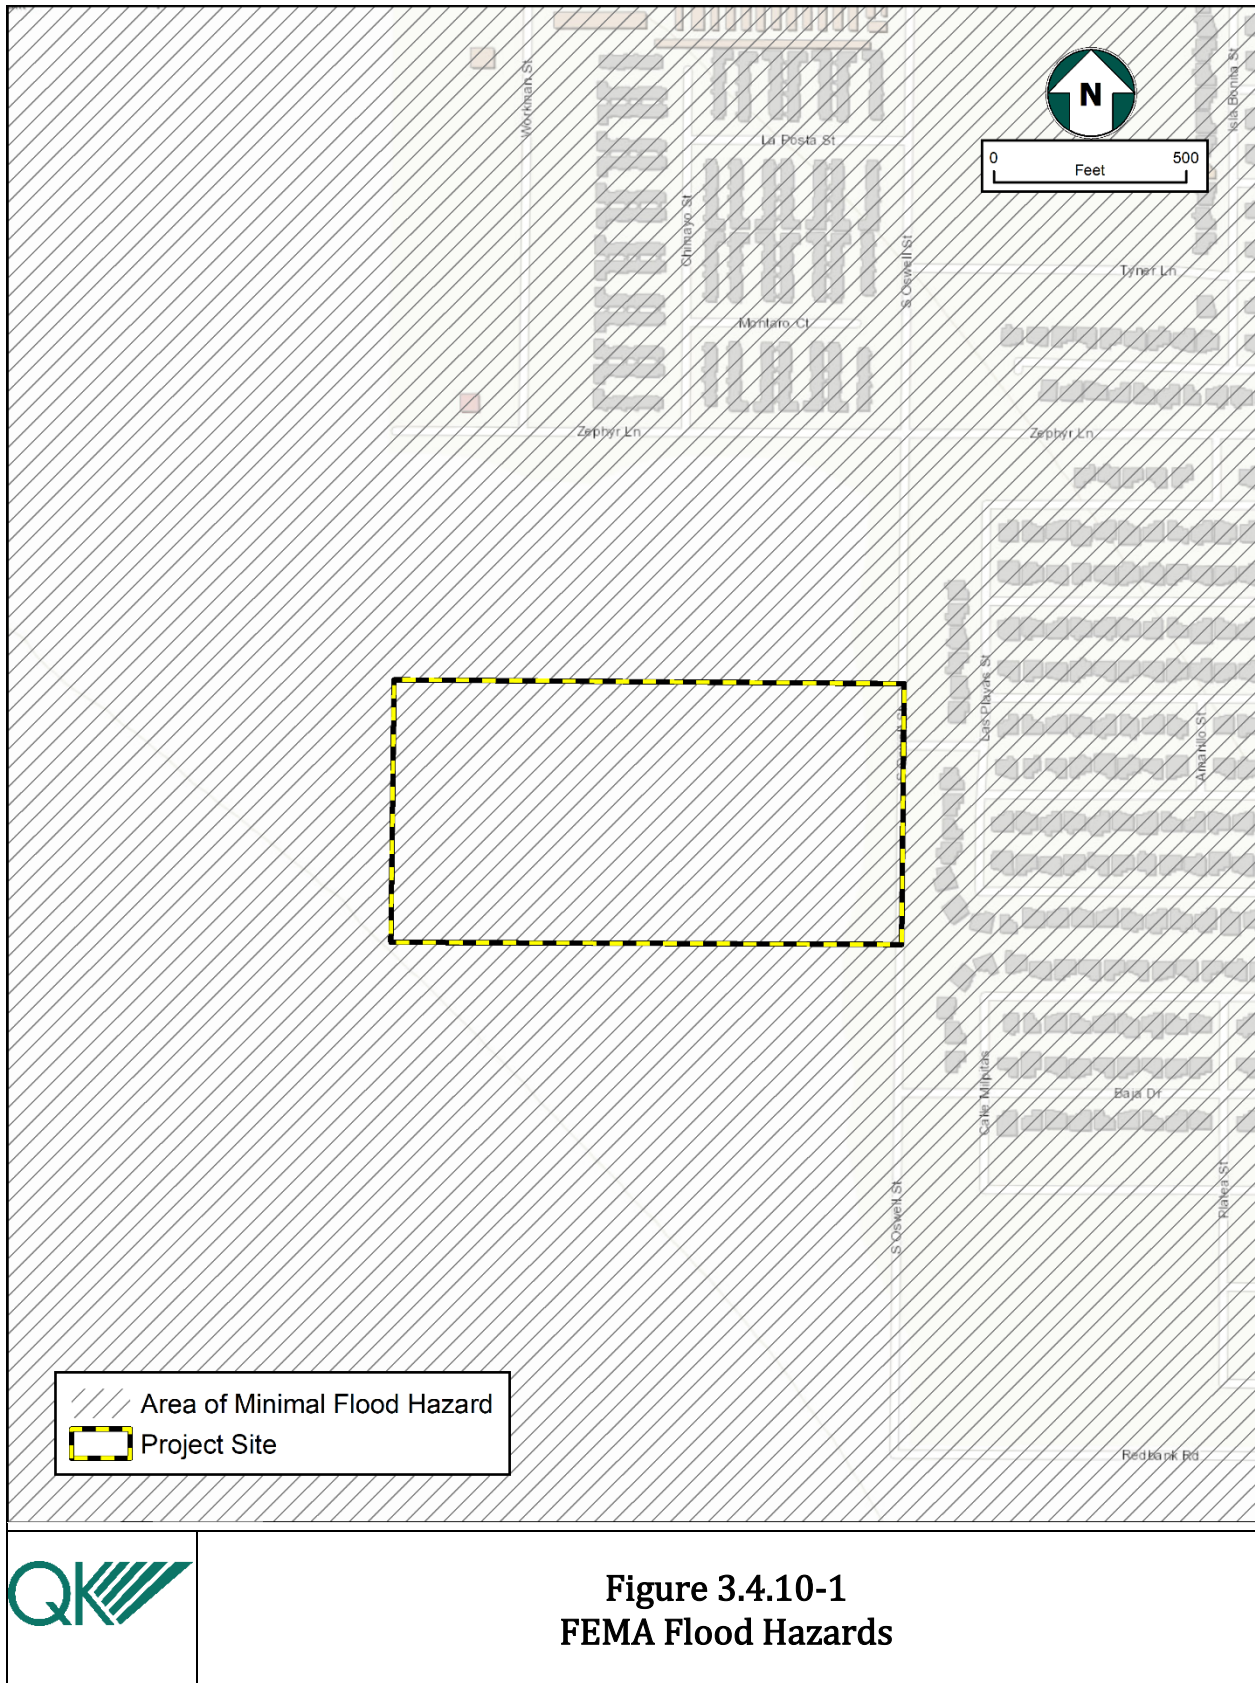 Workman St
Isla Bonita St
N
La Posta St
0 500
Feet
Chimayo St
S Oswell St
Tyner Ln
Montaro Ct
Zephyr Ln
Zephyr Ln
Las Playas St
Amarillo St
Calle Milpitas
Baja Dr
Platea St
S Oswell St
Redbank Rd
Area of Minimal Flood Hazard
Project Site
QK
Figure 3.4.10-1
FEMA Flood Hazards